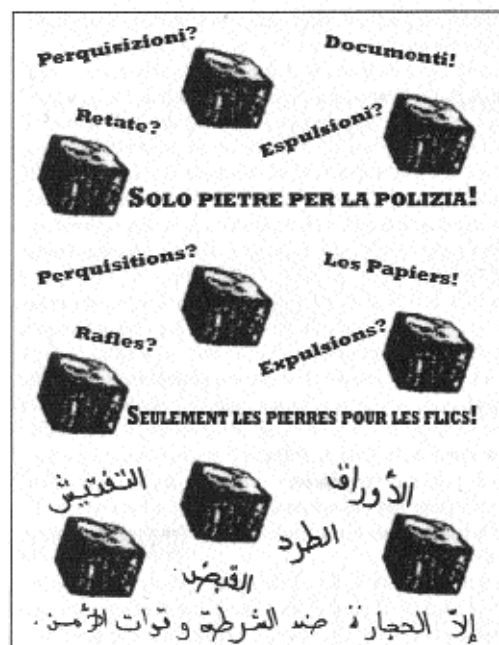 Perquisizioni?
Documenti!
Retate?
Espulsioni?
SOLO PIETRE PER LA POLIZIA!
Perquisitions?
Les Papiers!
Rafles?
Expulsions?
SEULEMENT LES PIERRES POUR LES FLICS!
التفتيش
الأوراق
الطرد
القبض
إلاّ الحجارة ضد الشرطة و قوات الأمن.